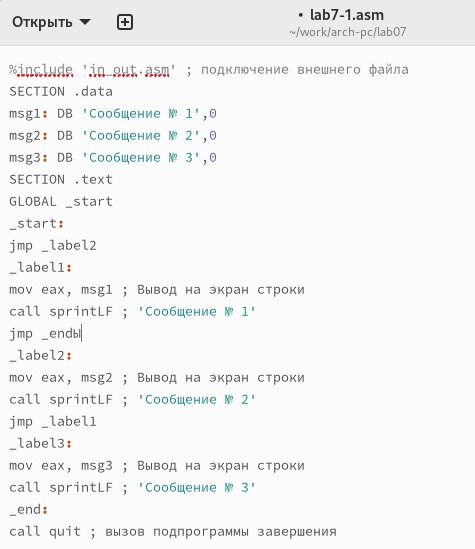 Открыть
• lab7-1.asm
~/work/arch-pc/lab07
%include 'in_out.asm' ; подключение внешнего файла
SECTION .data
msg1: DB 'Сообщение № 1',0
msg2: DB 'Сообщение № 2',0
msg3: DB 'Сообщение № 3',0
SECTION .text
GLOBAL _start
_start:
jmp _label2
_label1:
mov eax, msg1 ; Вывод на экран строки
call sprintLF ; 'Сообщение № 1'
jmp _endЫ
_label2:
mov eax, msg2 ; Вывод на экран строки
call sprintLF ; 'Сообщение № 2'
jmp _label1
_label3:
mov eax, msg3 ; Вывод на экран строки
call sprintLF ; 'Сообщение № 3'
_end:
call quit ; вызов подпрограммы завершения